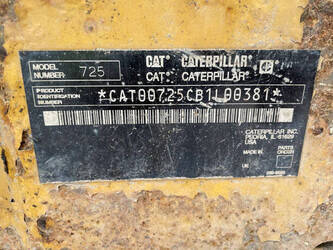 MODEL NUMBER 725
CAT CATERPILLAR
CAT CATERPILLAR
PRODUCT IDENTIFICATION NUMBER
*CAT00725CB1L00381*
CATERPILLAR INC.
PEORIA, IL 61629
USA
MADE IN
PARTS
UK